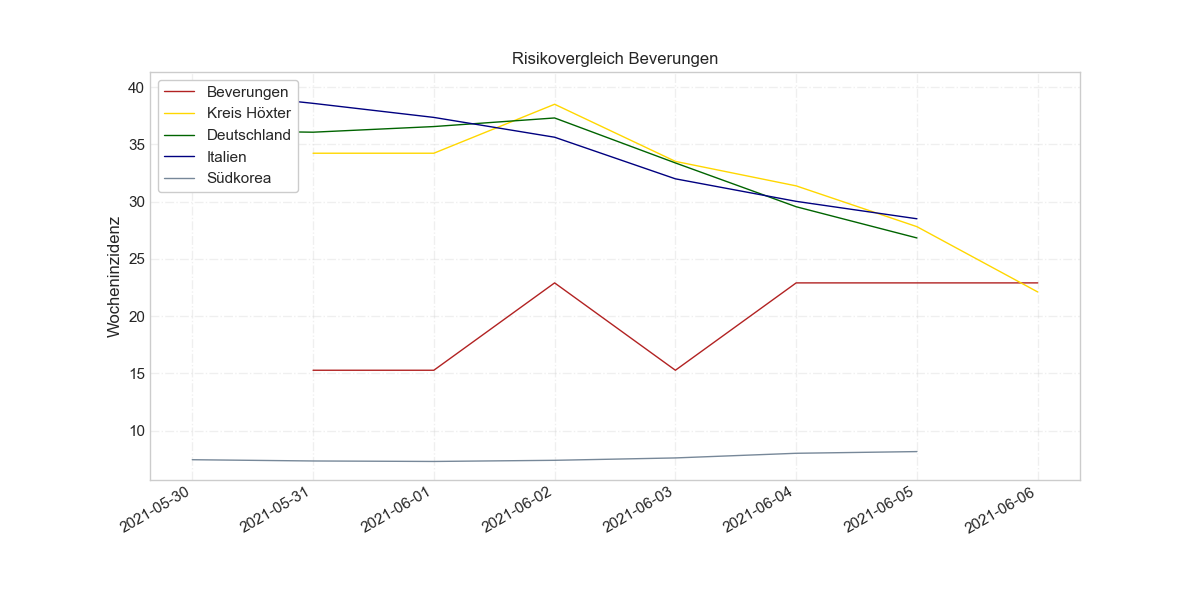 Risikovergleich Beverungen
Wocheninzidenz
40
35
30
25
20
15
10
Beverungen
Kreis Höxter
Deutschland
Italien
Südkorea
2021-05-30
2021-05-31
2021-06-01
2021-06-02
2021-06-03
2021-06-04
2021-06-05
2021-06-06